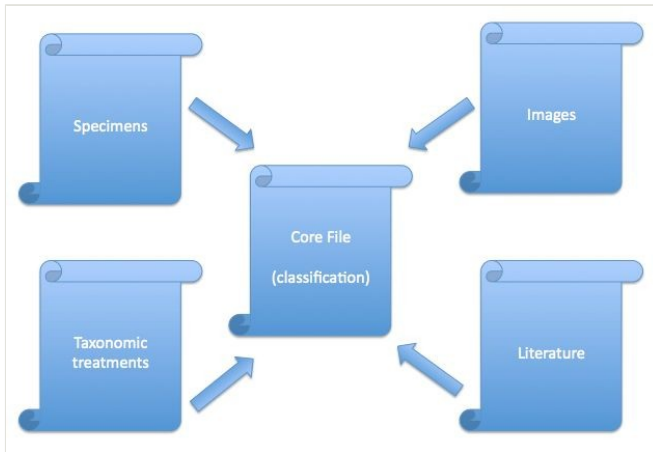 Specimens
Images
Core File
(classification)
Taxonomic
treatments
Literature